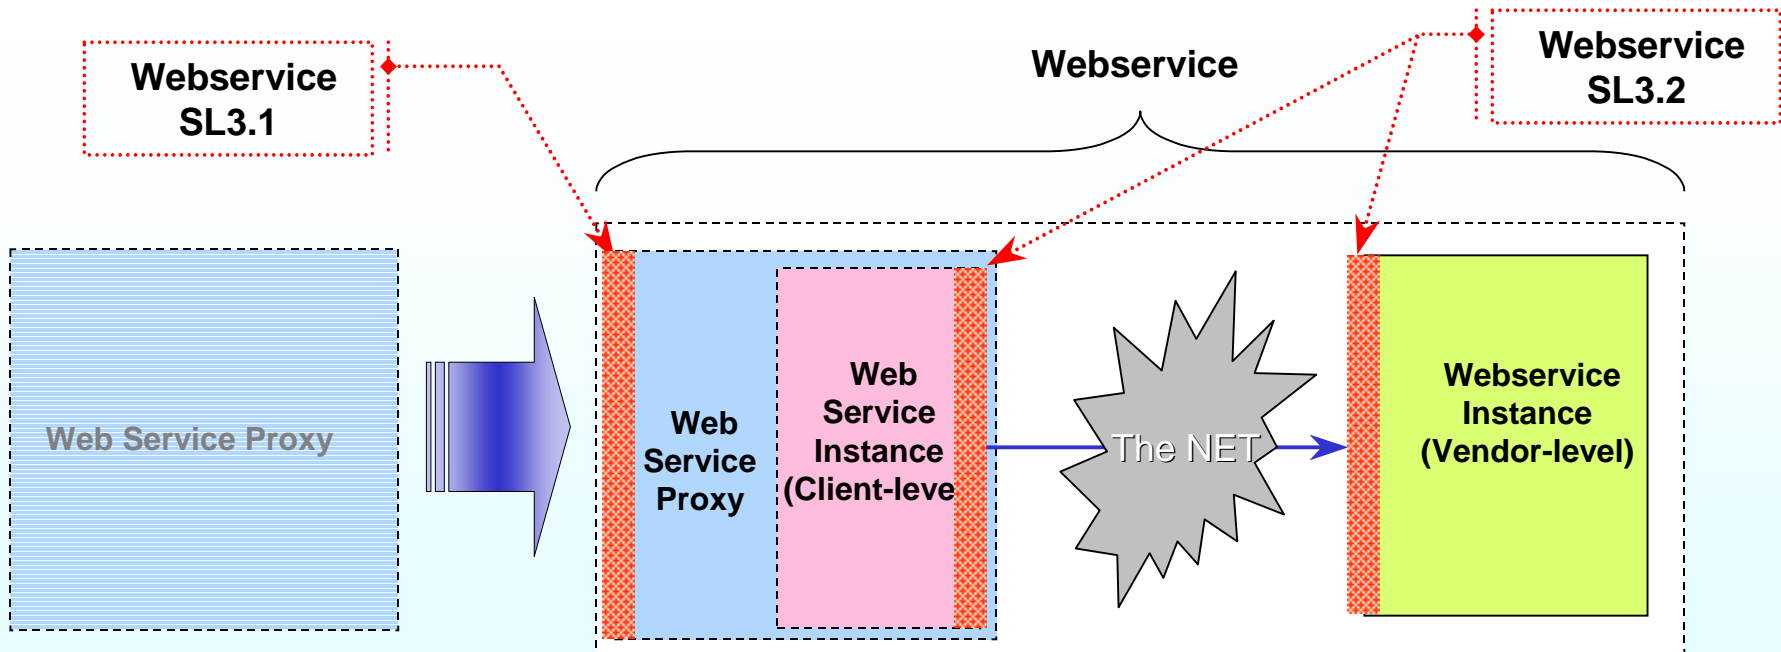 Webservice
SL3.1
Webservice
Webservice
SL3.2
Web Service Proxy
Web
Service
Proxy
Web
Service
Instance
(Client-leve
The NET
Webservice
Instance
(Vendor-level)